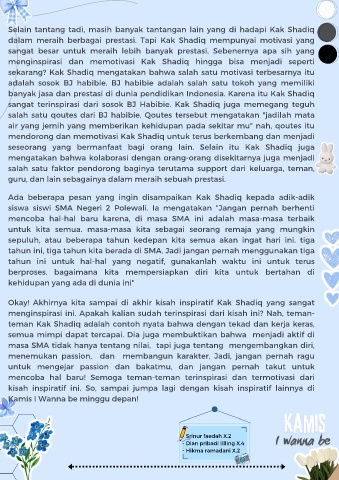 Selain tantang tadi, masih banyak tantangan lain yang di hadapi Kak Shadiq
dalam meraih berbagai prestasi. Tapi Kak Shadiq mempunyai motivasi yang
sangat besar untuk meraih lebih banyak prestasi. Sebenernya apa sih yang
menginspirasi dan memotivasi Kak Shadiq hingga bisa menjadi seperti
sekarang? Kak Shadiq mengatakan bahwa salah satu motivasi terbesarnya itu
adalah sosok BJ habibie. BJ habibie adalah salah satu tokoh yang memiliki
banyak jasa dan prestasi di dunia pendidikan Indonesia. Karena itu Kak Shadiq
sangat terinspirasi dari sosok BJ Habibie. Kak Shadiq juga memegang teguh
salah satu qoutes dari BJ habibie. Qoutes tersebut mengatakan "jadilah mata
air yang jernih yang memberikan kehidupan pada sekitar mu" nah, qoutes itu
mendorong dan memotivasi Kak Shadiq untuk terus berkembang dan menjadi
seseorang yang bermanfaat bagi orang lain. Selain itu Kak Shadiq juga
mengatakan bahwa kolaborasi dengan orang-orang disekitarnya juga menjadi
salah satu faktor pendorong baginya terutama support dari keluarga, teman,
guru, dan lain sebagainya dalam meraih sebuah prestasi.
Ada beberapa pesan yang ingin disampaikan Kak Shadiq kepada adik-adik
siswa siswi SMA Negeri 2 Polewali. Ia mengatakan "Jangan pernah berhenti
mencoba hal-hal baru karena, di masa SMA ini adalah masa-masa terbaik
untuk kita semua. masa-masa kita sebagai seorang remaja yang mungkin
sepuluh, atau beberapa tahun kedepan kita semua akan ingat hari ini. tiga
tahun ini, tiga tahun kita berada di SMA. Jadi jangan pernah menggunakan tiga
tahun ini untuk hal-hal yang negatif, gunakanlah waktu ini untuk terus
berproses. bagaimana kita mempersiapkan diri kita untuk bertahan di
kehidupan yang ada di dunia ini"
Okay! Akhirnya kita sampai di akhir kisah inspiratif Kak Shadiq yang sangat
menginspirasi ini. Apakah kalian sudah terinspirasi dari kisah ini? Nah, teman-
teman Kak Shadiq adalah contoh nyata bahwa dengan tekad dan kerja keras,
semua mimpi dapat tercapai. Dia juga membuktikan bahwa menjadi aktif di
masa SMA tidak hanya tentang nilai, tapi juga tentang mengembangkan diri,
menemukan passion, dan membangun karakter. Jadi, jangan pernah ragu
untuk mengejar passion dan bakatmu, dan jangan pernah takut untuk
mencoba hal baru! Semoga teman-teman terinspirasi dan termotivasi dari
kisah inspiratif ini. So, sampai jumpa lagi dengan kisah inspiratif lainnya di
Kamis I Wanna be minggu depan!
- Srinur faedah X.2
- Dian pribadi lilling X.4
- Hikma ramadani X.2
KAMIS
I wanna be